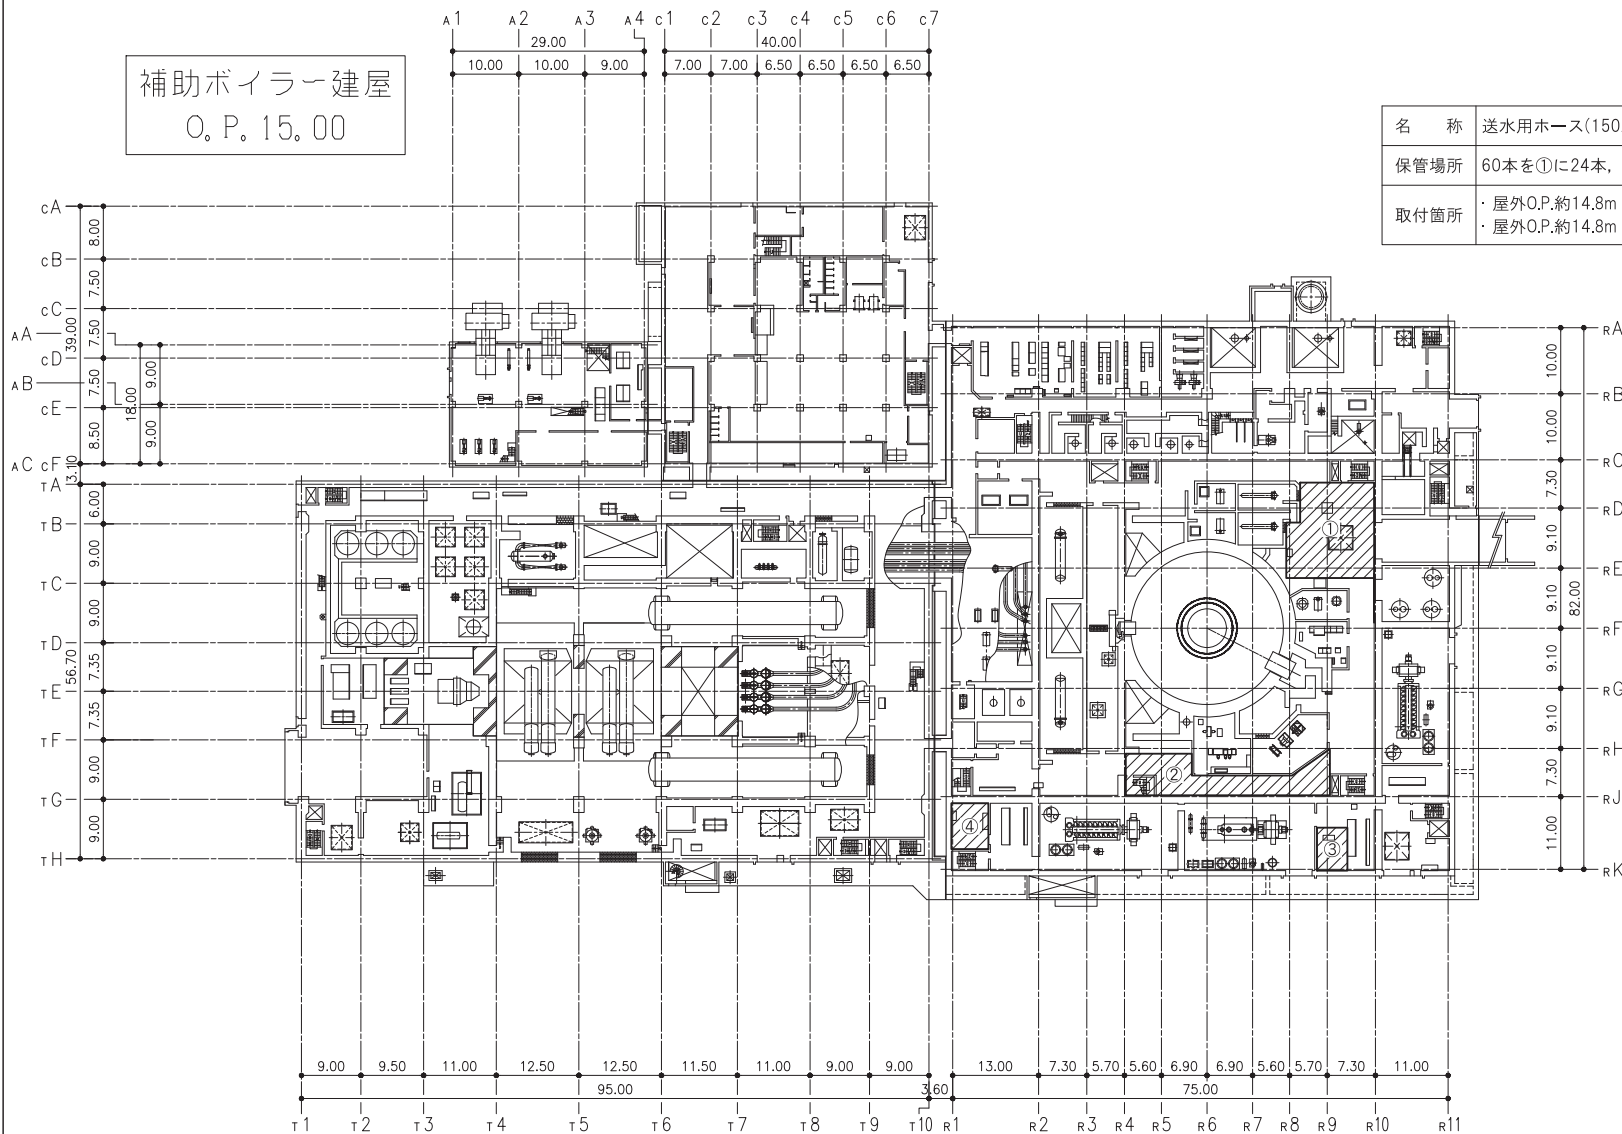 A1 A2 A3 A4 C1 C2 C3 C4 C5 C6 C7
29.00 40.00
10.00 10.00 9.00 7.00 7.00 6.50 6.50 6.50 6.50
補助ボイラー建屋
O.P.15.00
名 称 送水用ホース(150
保管場所 60本を①に24本,
取付箇所 ・屋外O.P.約14.8m
・屋外O.P.約14.8m
CA
8.00
CB
7.50
CC
AA
39.00
7.50
CD
AB
7.50
CE
8.50
AC CF
18.00
9.00
9.00
3.10
TA
6.00
TB
9.00
TC
9.00
TD
7.35
TE
56.70
7.35
TF
9.00
TG
9.00
TH
RA
10.00
RB
10.00
RC
7.30
RD
9.10
RE
9.10
82.00
RF
9.10
RG
9.10
RH
7.30
RJ
11.00
RK
①
②
③
④
9.00 9.50 11.00 12.50 12.50 11.50 11.00 9.00 9.00 13.00 7.30 5.70 5.60 6.90 6.90 5.60 5.70 7.30 11.00
95.00 3.60 75.00
T1 T2 T3 T4 T5 T6 T7 T8 T9 T10 R1 R2 R3 R4 R5 R6 R7 R8 R9 R10 R11